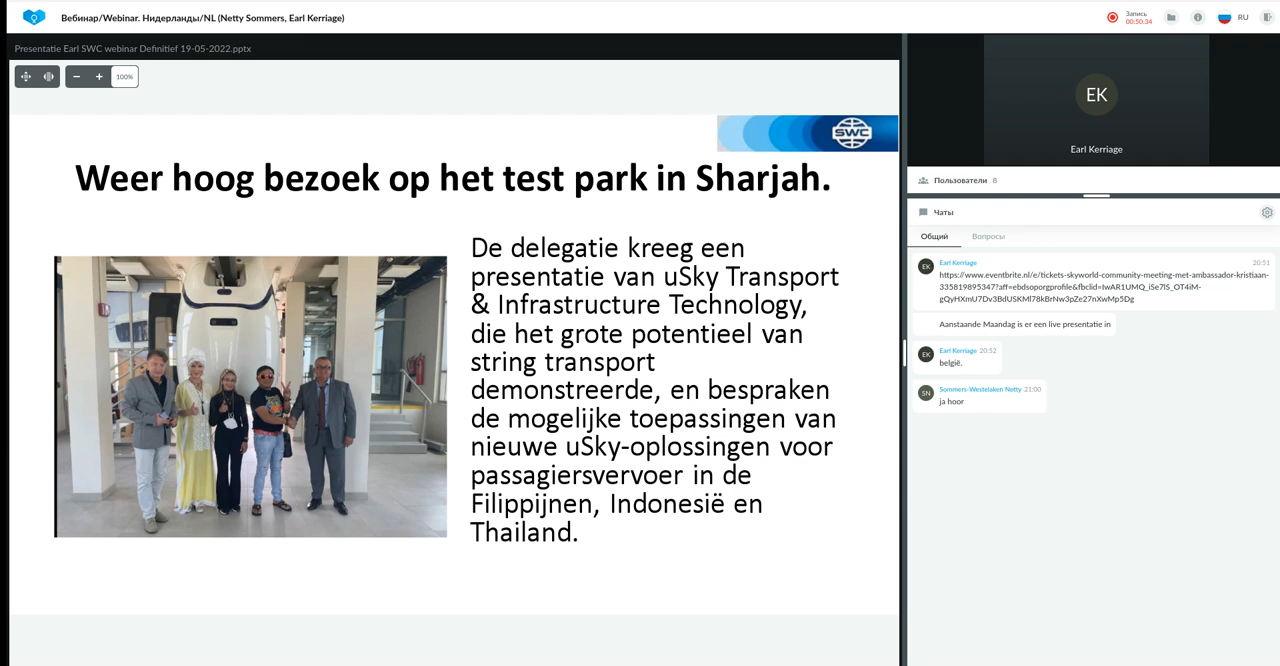 Вебинар/Webinar. Нидерланды/NL (Netty Sommers, Earl Kerriage)
Запись
00:50:34
RU
Presentatie Earl SWC webinar Definitief 19-05-2022.pptx
100%
SWC
Weer hoog bezoek op het test park in Sharjah.
De delegatie kreeg een
presentatie van uSky Transport
& Infrastructure Technology,
die het grote potentieel van
string transport
demonstreerde, en bespraken
de mogelijke toepassingen van
nieuwe uSky-oplossingen voor
passagiersvervoer in de
Filippijnen, Indonesië en
Thailand.
EK
Earl Kerriage
Пользователи 8
Чаты
Общий Вопросы
EK
Earl Kerriage 20:51
https://www.eventbrite.nl/e/tickets-skyworld-community-meeting-met-ambassador-kristiaan-
335819895347?aff=ebdsoporgprofile&fbclid=IwAR1UMQ_iSe7lS_OT4iM-
gQyHXmU7Dv3BdUSKMl78kBrNw3pZe27nXwMp5Dg
Aanstaande Maandag is er een live presentatie in
EK
Earl Kerriage 20:52
belgië.
SN
Sommers-Westelaken Netty 21:00
ja hoor